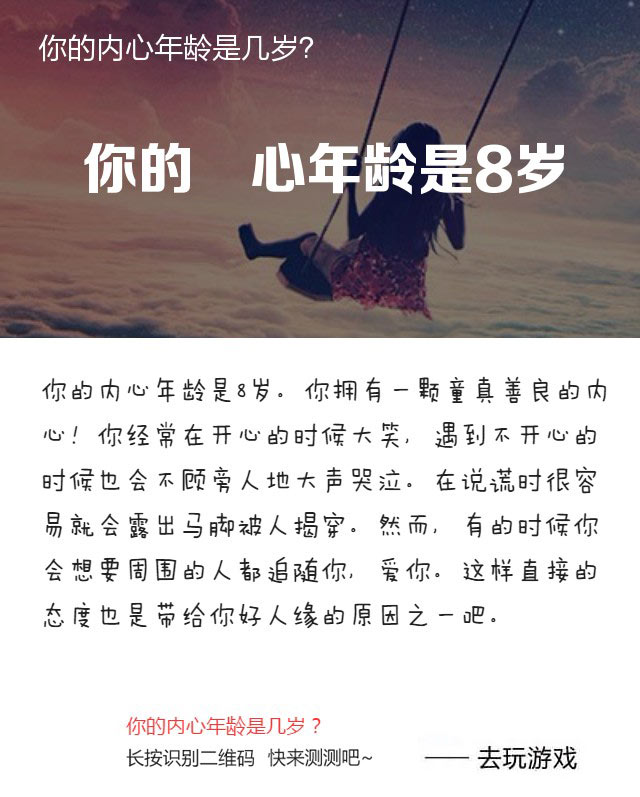 你的内心年龄是几岁？
你的 心年龄是8岁
你的内心年龄是8岁。你拥有一颗童真善良的内
心！你经常在开心的时候大笑，遇到不开心的
时候也会不顾旁人地大声哭泣。在说谎时很容
易就会露出马脚被人揭穿。然而，有的时候你
会想要周围的人都追随你，爱你。这样直接的
态度也是带给你好人缘的原因之一吧。
你的内心年龄是几岁？
长按识别二维码 快来测测吧~
—— 去玩游戏